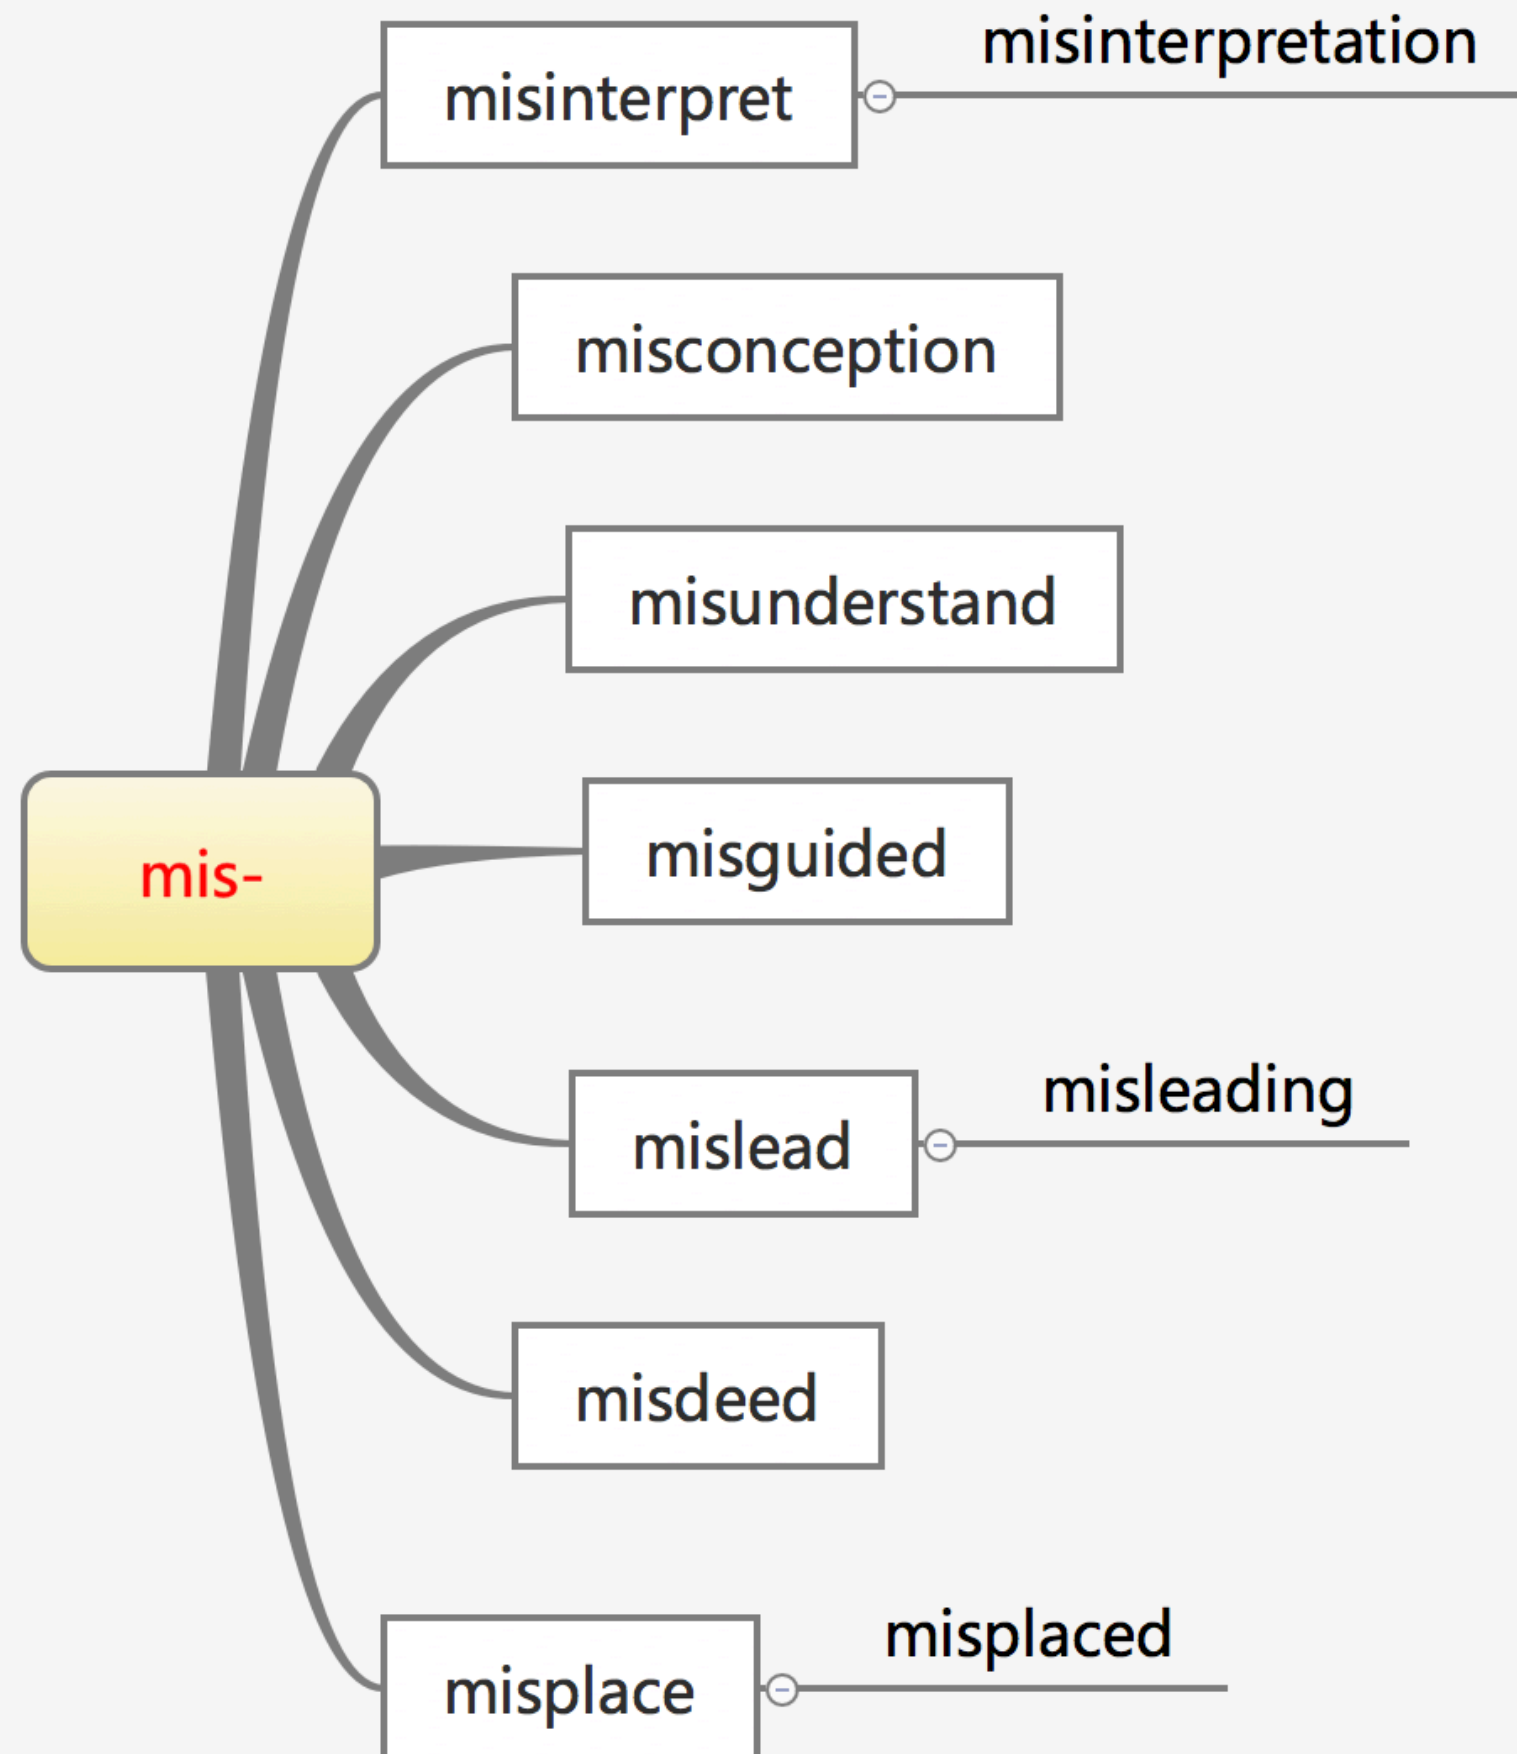 misinterpretation
misinterpret
misconception
misunderstand
misguided
mis-
misleading
mislead
misdeed
misplaced
misplace